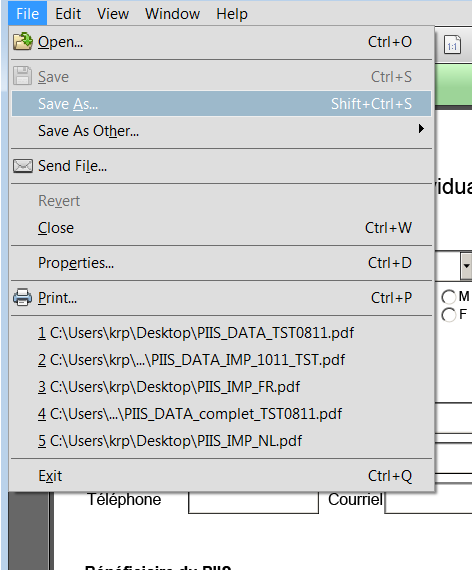 File Edit View Window Help
Open... Ctrl+O
1:1
Save Ctrl+S
Save As... Shift+Ctrl+S
Save As Other...
Send File...
Revert
Close Ctrl+W
Properties... Ctrl+D
Print... Ctrl+P
M
F
1 C:\Users\krp\Desktop\PIIS_DATA_TST0811.pdf
2 C:\Users\krp\...\PIIS_DATA_IMP_1011_TST.pdf
3 C:\Users\krp\Desktop\PIIS_IMP_FR.pdf
4 C:\Users\...\PIIS_DATA_complet_TST0811.pdf
5 C:\Users\krp\Desktop\PIIS_IMP_NL.pdf
Exit Ctrl+Q
Téléphone Courriel